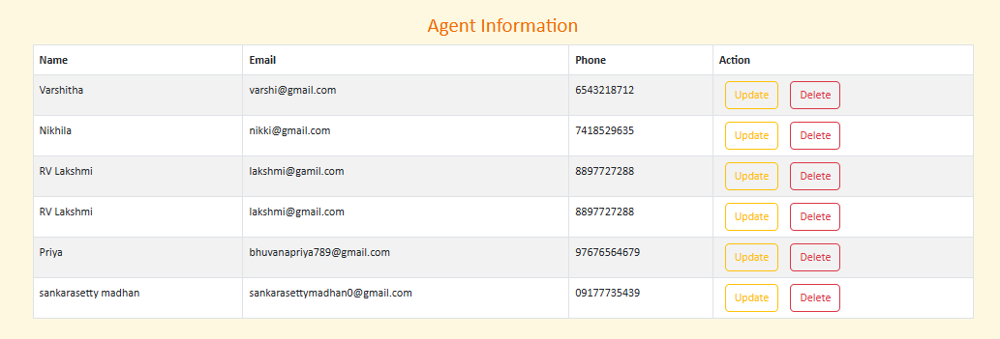 Agent Information
Name Email Phone Action
Varshitha varshi@gmail.com 6543218712 Update Delete
Nikhila nikki@gmail.com 7418529635 Update Delete
RV Lakshmi lakshmi@gamil.com 8897727288 Update Delete
RV Lakshmi lakshmi@gmail.com 8897727288 Update Delete
Priya bhuvanapriya789@gmail.com 97676564679 Update Delete
sankarasetty madhan sankarasettymadhan0@gmail.com 09177735439 Update Delete